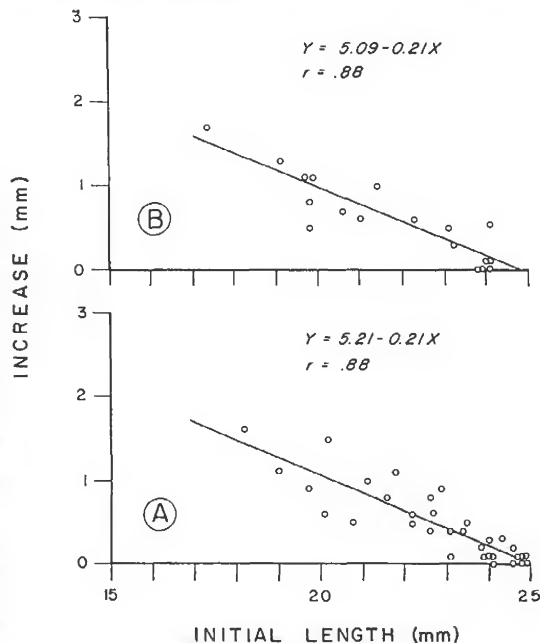 3
Y = 5.09-0.21X
r = .88
2
1
B
0
INCREASE (mm)
3
Y = 5.21-0.21X
r = .88
2
1
A
0
15 20 25
INITIAL LENGTH (mm)